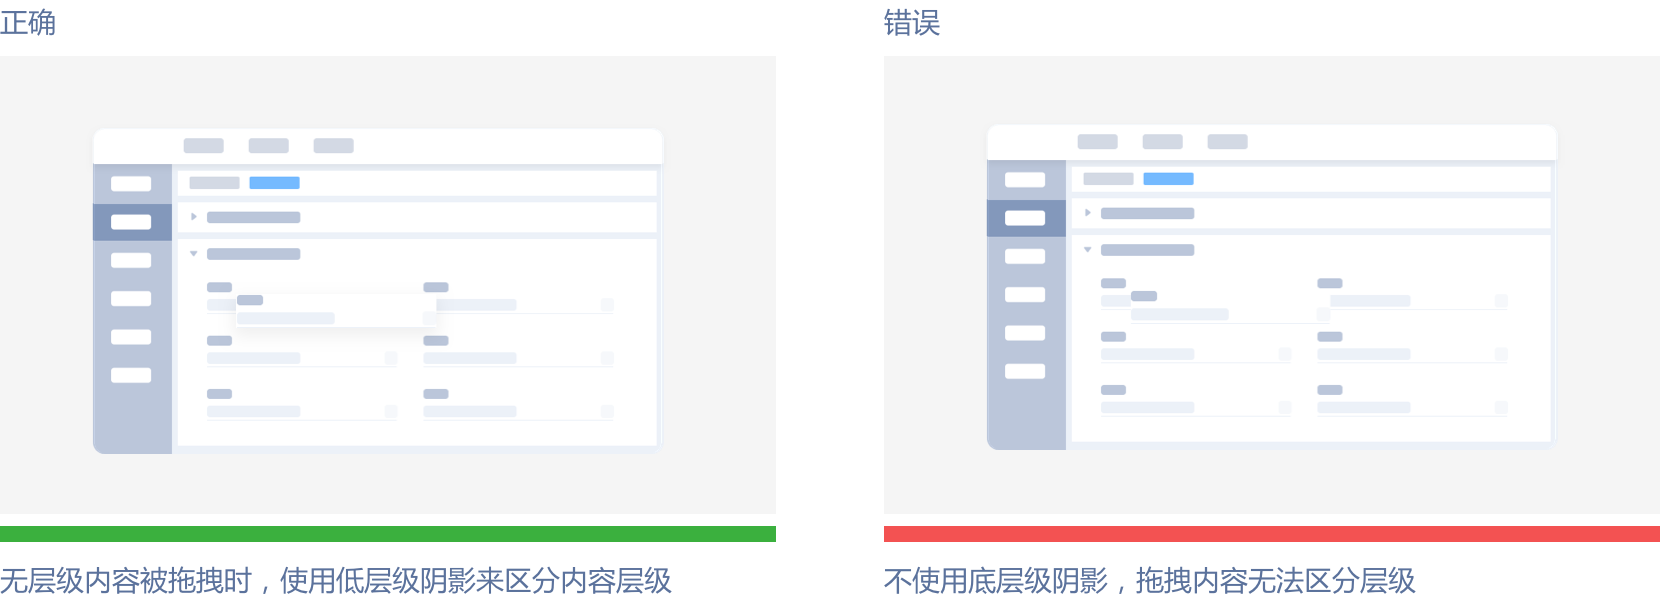 正确
错误
无层级内容被拖拽时，使用低层级阴影来区分内容层级
不使用底层级阴影，拖拽内容无法区分层级